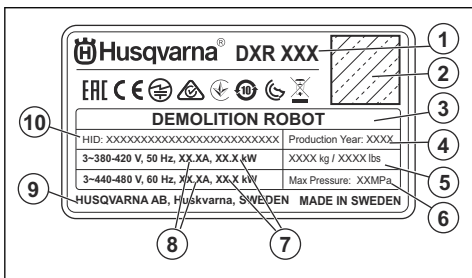 Husqvarna® DXR XXX
EAC CE 10
DEMOLITION ROBOT
HID: XXXXXXXXXXXXXXXXXXXXXXXXX Production Year: XXXX
3~380-420 V, 50 Hz, XX.XA, XX.X kW XXXX kg / XXXX lbs
3~440-480 V, 60 Hz, XX.XA, XX.X kW Max Pressure: XXMPa
HUSQVARNA AB, Huskvarna, SWEDEN MADE IN SWEDEN
1
2
3
4
5
6
7
8
9
10